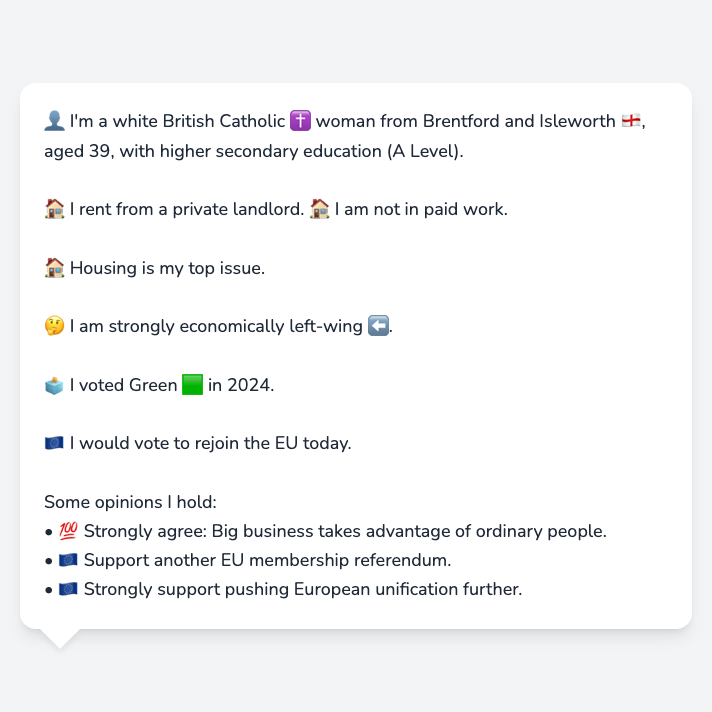 👤 I'm a white British Catholic ✝️ woman from Brentford and Isleworth 🏴󠁧󠁢󠁥󠁮󠁧󠁿,
aged 39, with higher secondary education (A Level).
🏠 I rent from a private landlord. 🏠 I am not in paid work.
🏠 Housing is my top issue.
🤔 I am strongly economically left-wing ⬅️.
🗳️ I voted Green 🟩 in 2024.
🇪🇺 I would vote to rejoin the EU today.
Some opinions I hold:
• 💯 Strongly agree: Big business takes advantage of ordinary people.
• 🇪🇺 Support another EU membership referendum.
• 🇪🇺 Strongly support pushing European unification further.